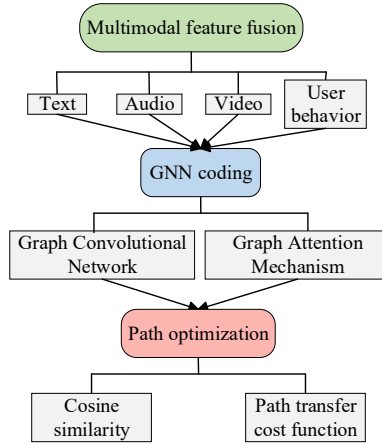 Multimodal feature fusion
Text
Audio
Video
User
behavior
GNN coding
Graph Convolutional
Network
Graph Attention
Mechanism
Path optimization
Cosine
similarity
Path transfer
cost function